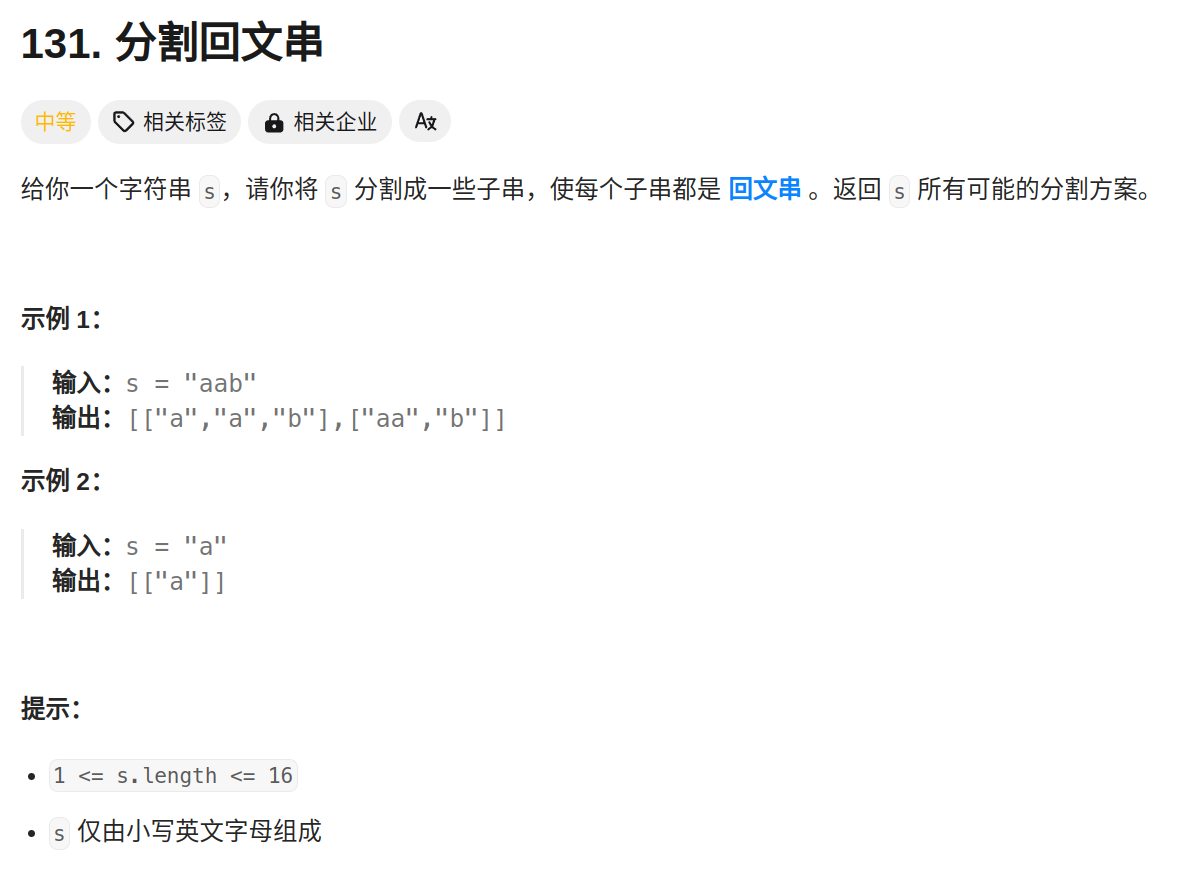 131. 分割回文串
中等 相关标签 相关企业
给你一个字符串 s，请你将 s 分割成一些子串，使每个子串都是 回文串 。返回 s 所有可能的分割方案。
示例 1：
输入：s = "aab"
输出：[["a","a","b"],["aa","b"]]
示例 2：
输入：s = "a"
输出：[["a"]]
提示：
• 1 <= s.length <= 16
• s 仅由小写英文字母组成